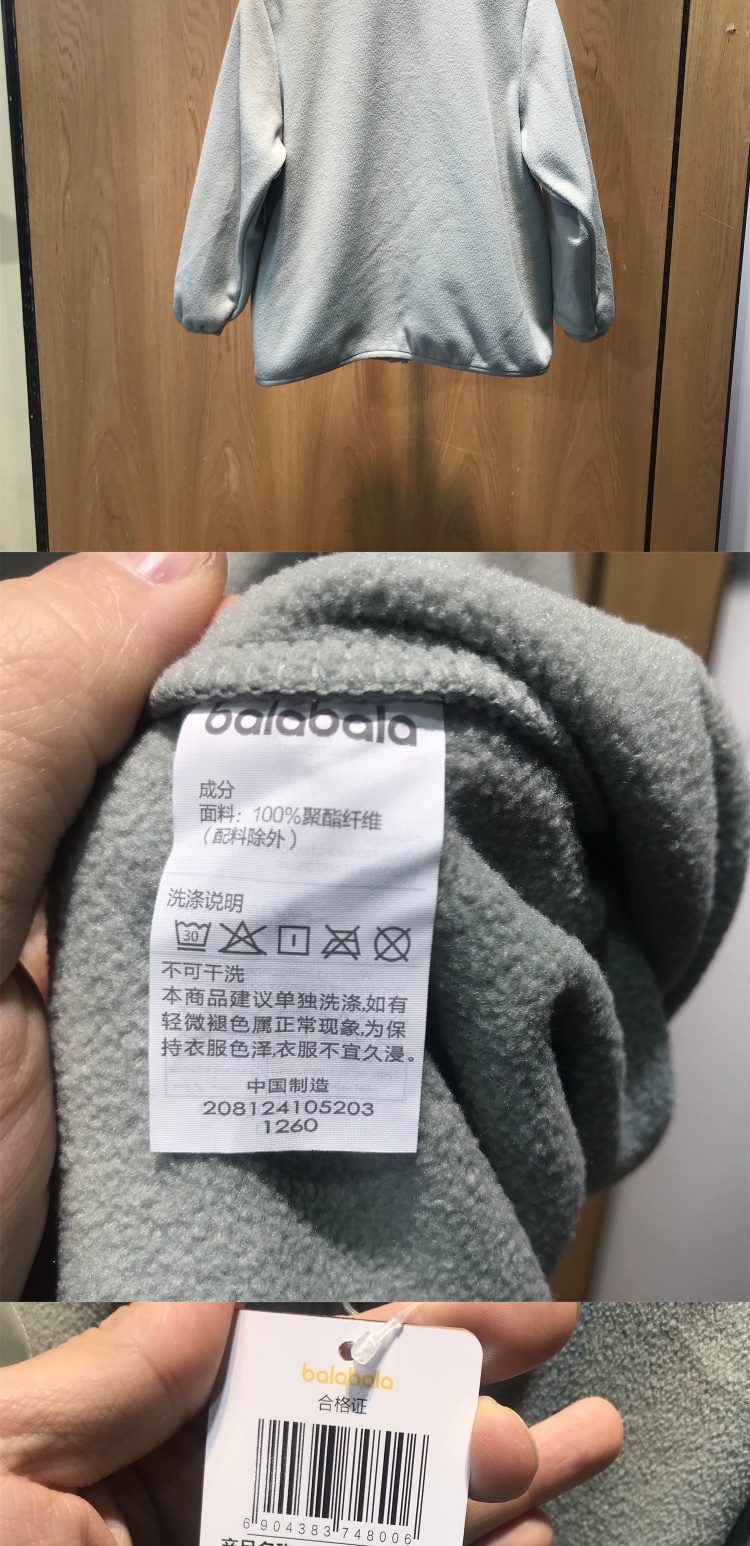 balabala
成分
面料：100%聚酯纤维
（配料除外）
洗涤说明
30
不可干洗
本商品建议单独洗涤,如有
轻微褪色属正常现象,为保
持衣服色泽,衣服不宜久浸。
中国制造
208124105203
1260
balabala
合格证
6 904383 748006